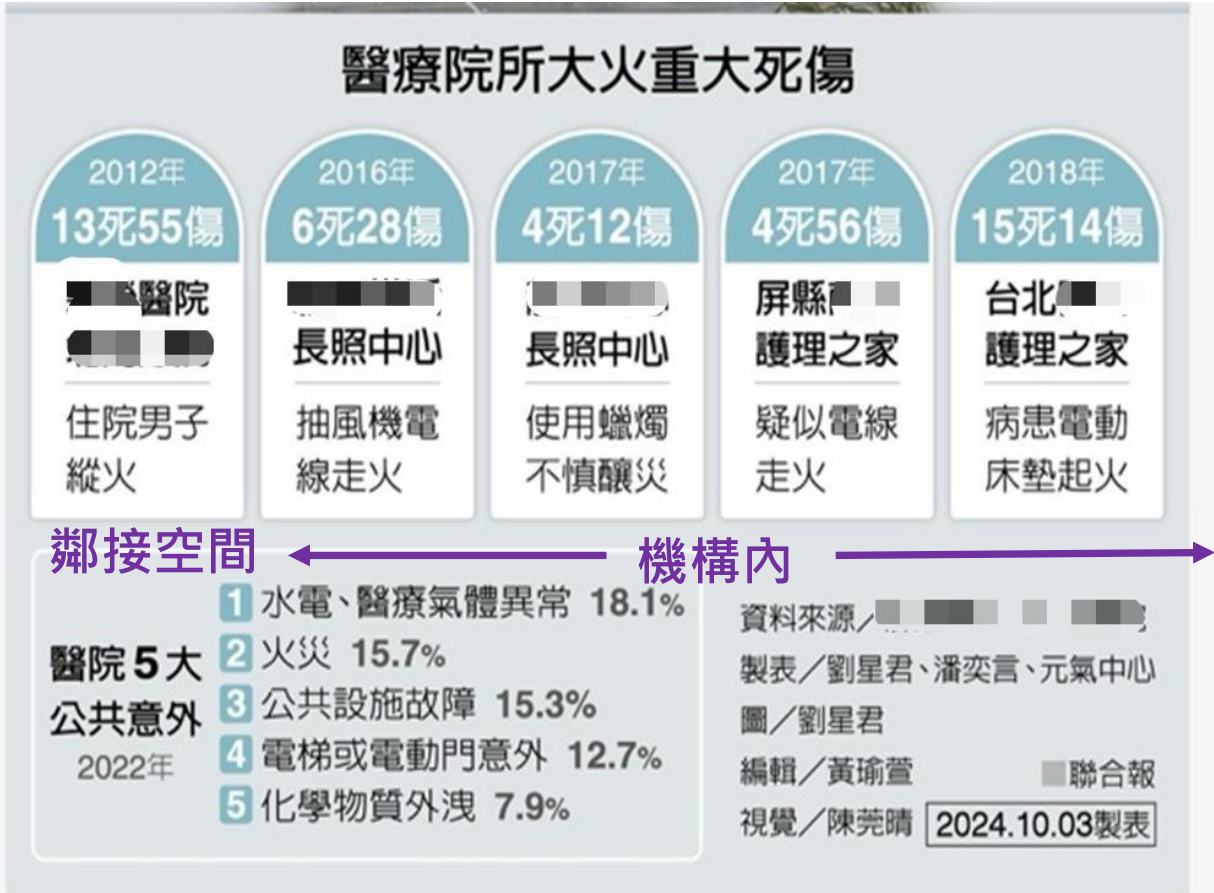 醫療院所大火重大死傷
2012年
13死55傷
醫院
住院男子
縱火
2016年
6死28傷
長照中心
抽風機電
線走火
2017年
4死12傷
長照中心
使用蠟燭
不慎釀災
2017年
4死56傷
屏縣
護理之家
疑似電線
走火
2018年
15死14傷
台北
護理之家
病患電動
床墊起火
鄰接空間
機構內
醫院5大
公共意外
2022年
1 水電、醫療氣體異常 18.1%
2 火災 15.7%
3 公共設施故障 15.3%
4 電梯或電動門意外 12.7%
5 化學物質外洩 7.9%
資料來源/
製表/劉星君、潘奕言、元氣中心
圖/劉星君
編輯/黃瑜萱
聯合報
視覺/陳莞晴
2024.10.03製表